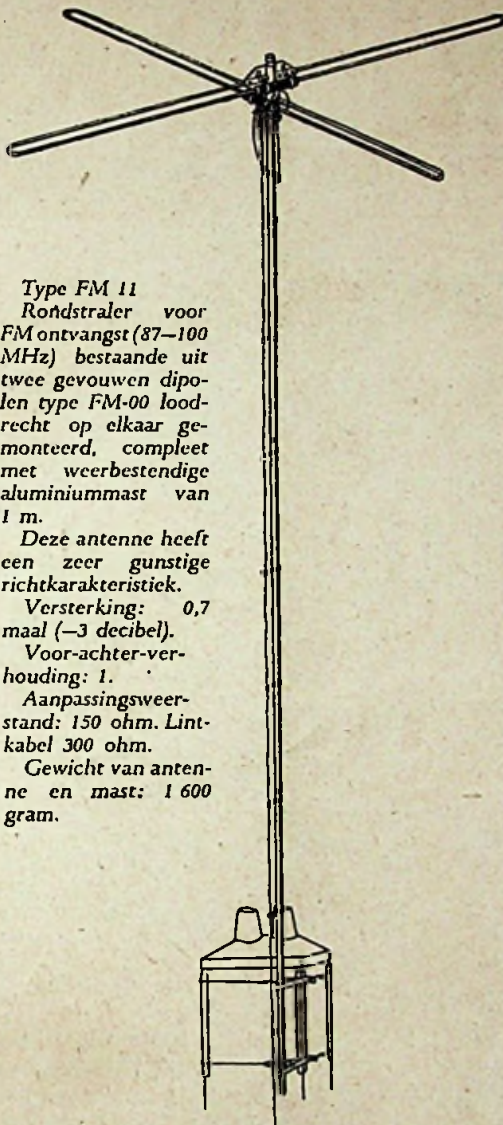 Type FM 11
Rondstraler voor
FM ontvangst (87—100
MHz) bestaande uit
twee gevouwen dipo-
len type FM-00 lood-
recht op elkaar ge-
monteerd, compleet
met weerbestendige
aluminiummast van
1 m.
Deze antenne heeft
een zeer gunstige
richtkarakteristiek.
Versterking: 0,7
maal (—3 decibel).
Voor-achter-ver-
houding: 1.
Aanpassingsweer-
stand: 150 ohm. Lint-
kabel 300 ohm.
Gewicht van anten-
ne en mast: 1 600
gram.